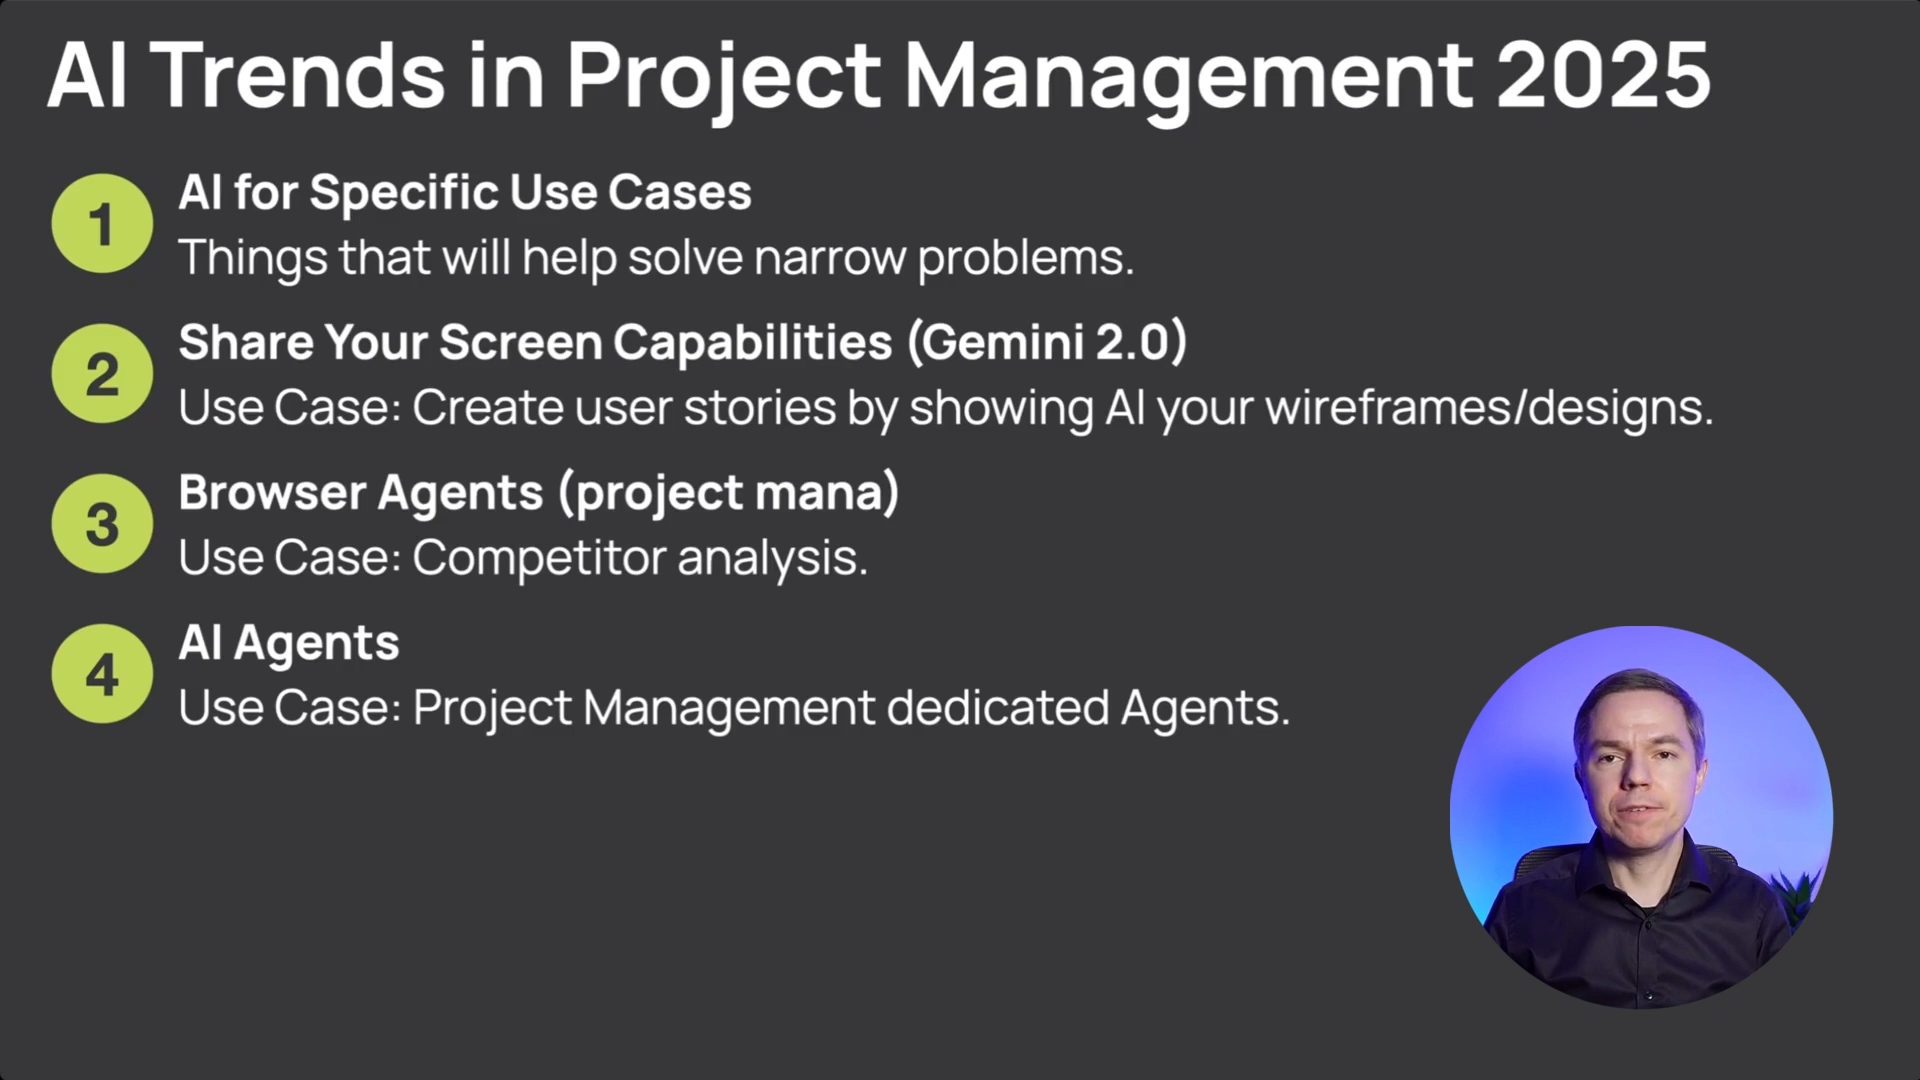 AI Trends in Project Management 2025
1
AI for Specific Use Cases
Things that will help solve narrow problems.
2
Share Your Screen Capabilities (Gemini 2.0)
Use Case: Create user stories by showing AI your wireframes/designs.
3
Browser Agents (project mana)
Use Case: Competitor analysis.
4
AI Agents
Use Case: Project Management dedicated Agents.